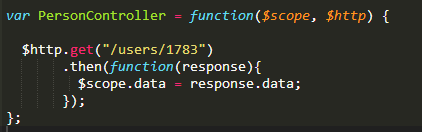 var PersonController = function($scope, $http) {
$http.get("/users/1783")
.then(function(response){
$scope.data = response.data;
});
};